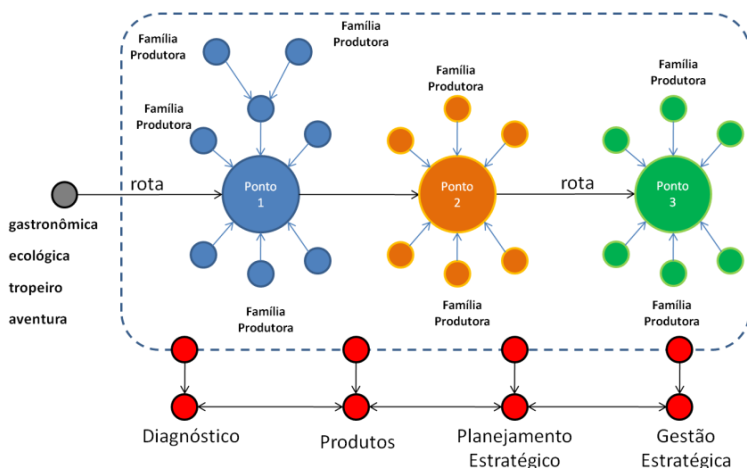 Família
Produtora
Família
Produtora
Família
Produtora
Família
Produtora
Família
Produtora
rota
Ponto
1
Ponto
2
rota
Ponto
3
gastronômica
ecológica
tropeiro
aventura
Família
Produtora
Família
Produtora
Família
Produtora
Diagnóstico
Produtos
Planejamento
Estratégico
Gestão
Estratégica